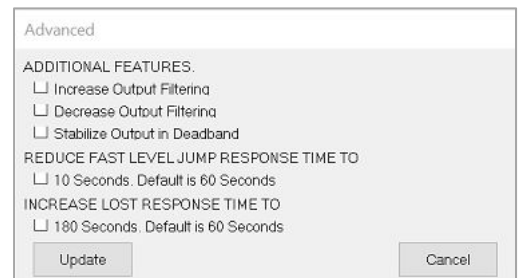 Advanced
ADDITIONAL FEATURES.
Increase Output Filtering
Decrease Output Filtering
Stabilize Output in Deadband
REDUCE FAST LEVEL JUMP RESPONSE TIME TO
10 Seconds. Default is 60 Seconds
INCREASE LOST RESPONSE TIME TO
180 Seconds. Default is 60 Seconds
Update Cancel